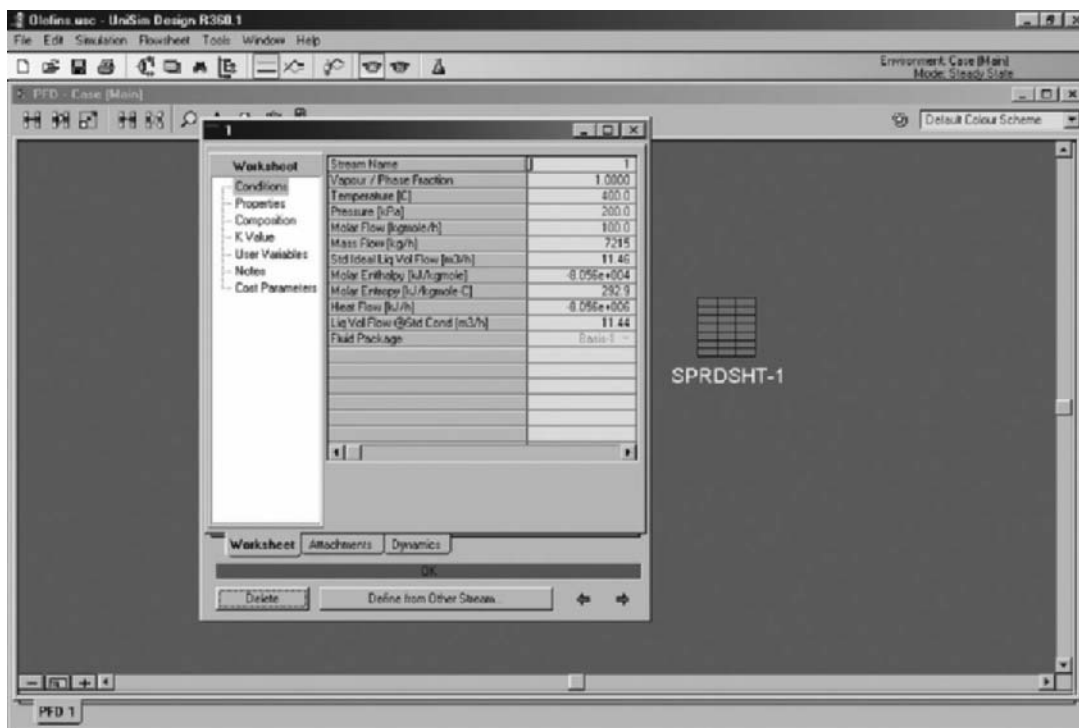 Olefins.usc - UniSim Design R360.1
File Edit Simulation Flowsheet Tools Window Help
Environment: Case (Main)
Mode: Steady State
PFD - Case (Main)
Default Colour Scheme
1
Worksheet
Conditions
Properties
Composition
K Value
User Variables
Notes
Cost Parameters
Stream Name 1
Vapour / Phase Fraction 1.0000
Temperature [C] 400.0
Pressure [kPa] 200.0
Molar Flow [kgmole/h] 100.0
Mass Flow [kg/h] 7215
Std Ideal Liq Vol Flow [m3/h] 11.46
Molar Enthalpy [kJ/kgmole] -8.056e+004
Molar Entropy [kJ/kgmole-C] 292.9
Heat Flow [kJ/h] -8.056e+006
Liq Vol Flow @Std Cond [m3/h] 11.44
Fluid Package Basis-1
SPRDSHT-1
Worksheet Attachments Dynamics
OK
Delete Define from Other Stream...
PFD 1